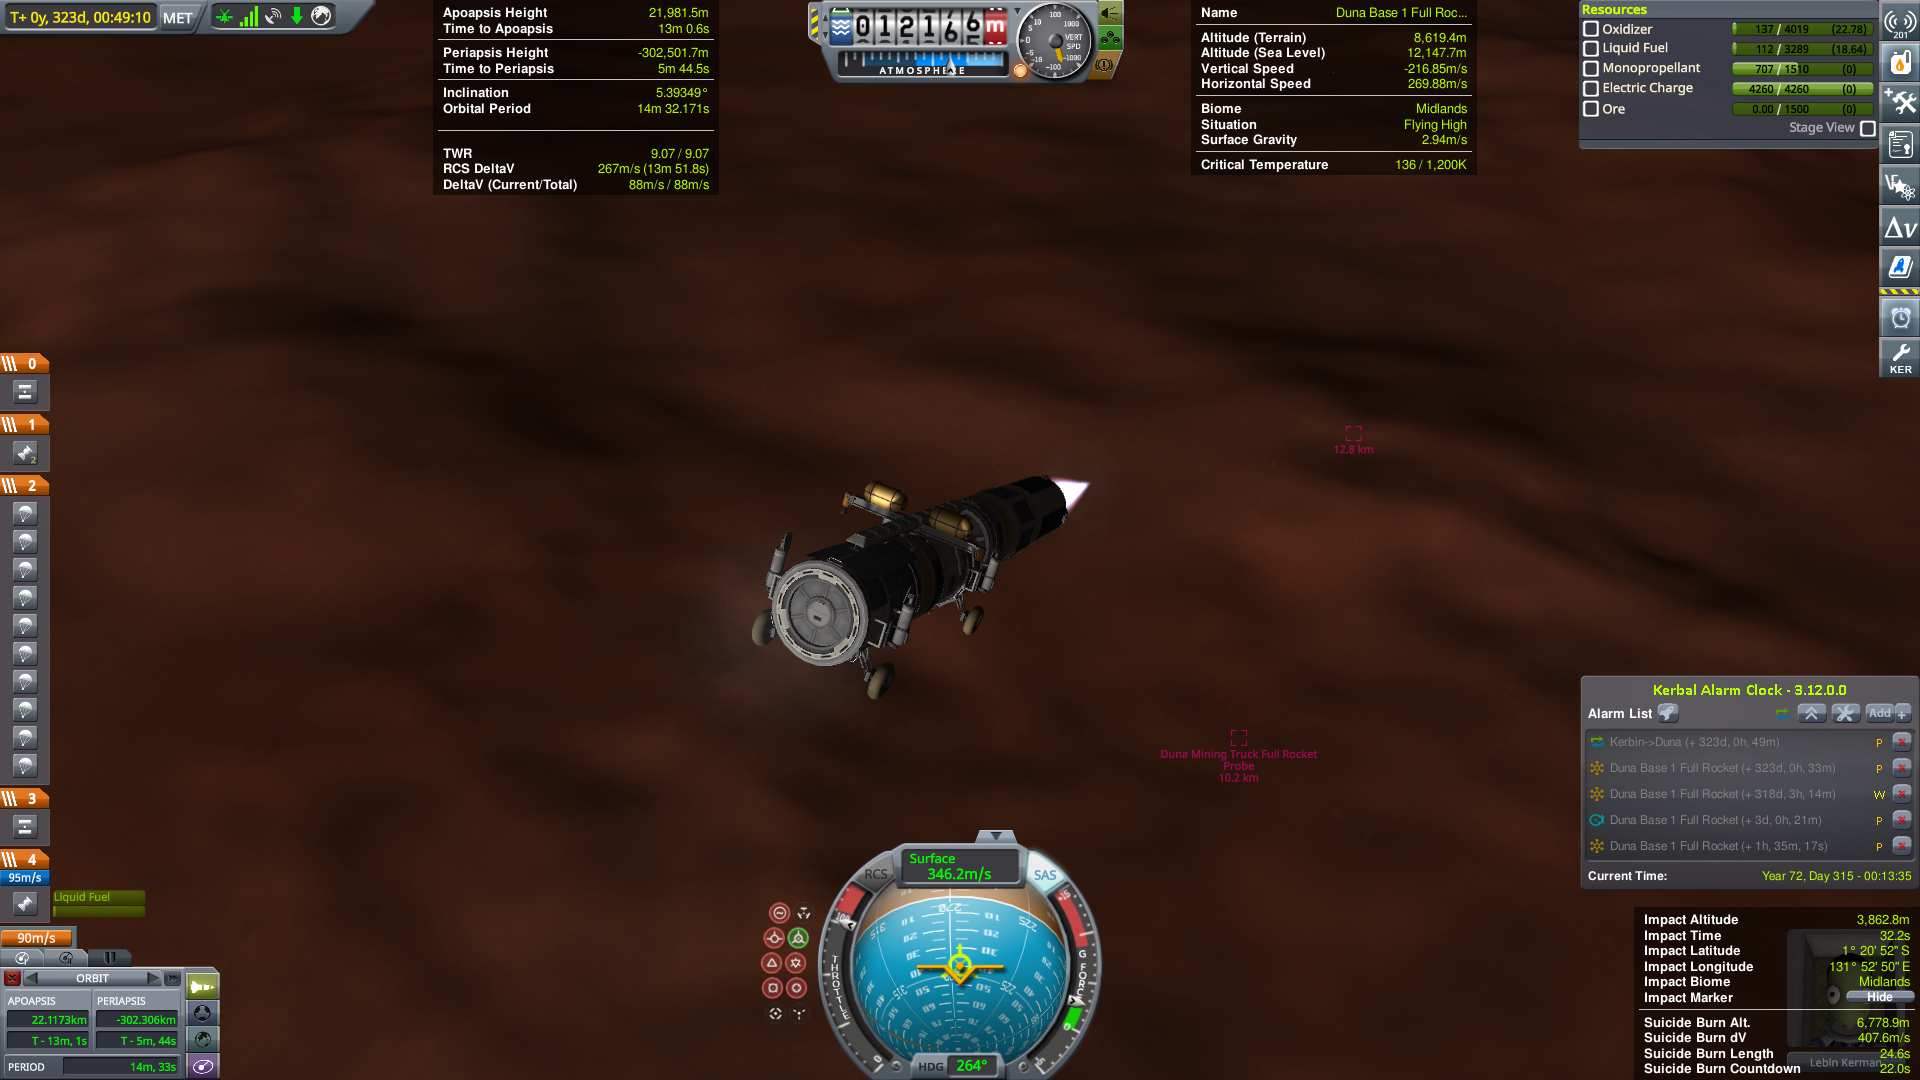 T+ 0y, 323d, 00:49:10 MET
Apoapsis Height 21,981.5m
Time to Apoapsis 13m 0.6s
Periapsis Height -302,501.7m
Time to Periapsis 5m 44.5s
Inclination 5.39349°
Orbital Period 14m 32.171s
TWR 9.07 / 9.07
RCS DeltaV 267m/s (13m 51.8s)
DeltaV (Current/Total) 88m/s / 88m/s
012166 m
ATMOSPHERE
VERT SPD
Name Duna Base 1 Full Roc...
Altitude (Terrain) 8,619.4m
Altitude (Sea Level) 12,147.7m
Vertical Speed -216.85m/s
Horizontal Speed 269.88m/s
Biome Midlands
Situation Flying High
Surface Gravity 2.94m/s
Critical Temperature 136 / 1,200K
Resources
Oxidizer 137 / 4019 (22.78)
Liquid Fuel 112 / 3289 (18.64)
Monopropellant 707 / 1510 (0)
Electric Charge 4260 / 4260 (0)
Ore 0.00 / 1500 (0)
Stage View
201
Δv
KER
0
1
2
2
3
4
95m/s
Liquid Fuel
90m/s
ORBIT
APOAPSIS PERIAPSIS
22.1173km -302.306km
T - 13m, 1s T - 5m, 44s
PERIOD 14m, 33s
12.8 km
Duna Mining Truck Full Rocket
Probe
10.2 km
Surface
346.2m/s
RCS SAS
THROTTLE
G FORCE
HDG 264°
Kerbal Alarm Clock - 3.12.0.0
Alarm List Add +
Kerbin->Duna (+ 323d, 0h, 49m) P
Duna Base 1 Full Rocket (+ 323d, 0h, 33m) P
Duna Base 1 Full Rocket (+ 318d, 3h, 14m) W
Duna Base 1 Full Rocket (+ 3d, 0h, 21m) P
Duna Base 1 Full Rocket (+ 1h, 35m, 17s) P
Current Time: Year 72, Day 315 - 00:13:35
Impact Altitude 3,862.8m
Impact Time 32.2s
Impact Latitude 1° 20' 52" S
Impact Longitude 131° 52' 50" E
Impact Biome Midlands
Impact Marker Hide
Suicide Burn Alt. 6,778.9m
Suicide Burn dV 407.6m/s
Suicide Burn Length 24.6s
Suicide Burn Countdown 22.0s
Lebin Kerman